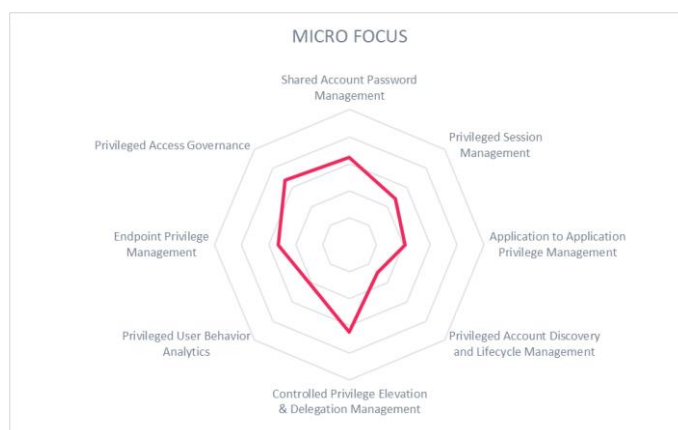 MICRO FOCUS
Shared Account Password
Management
Privileged Access Governance
Privileged Session
Management
Endpoint Privilege
Management
Application to Application
Privilege Management
Privileged User Behavior
Analytics
Privileged Account Discovery
and Lifecycle Management
Controlled Privilege Elevation
& Delegation Management